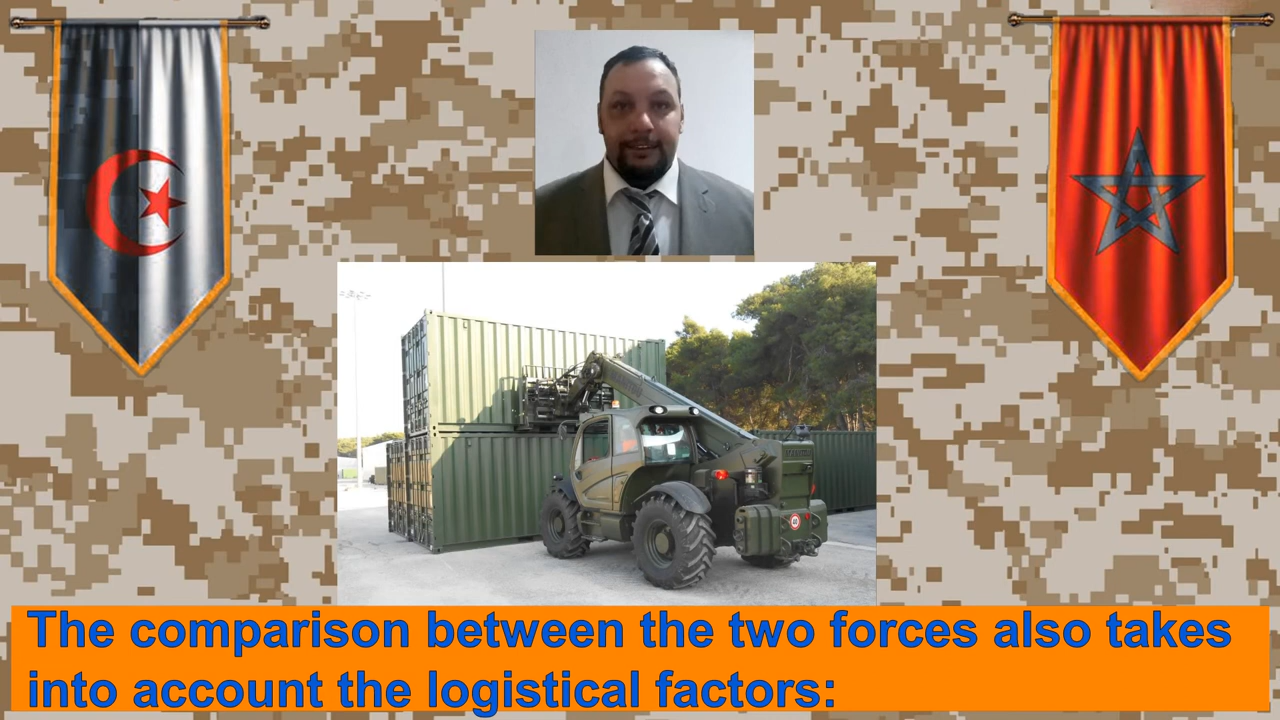 The comparison between the two forces also takes
into account the logistical factors: